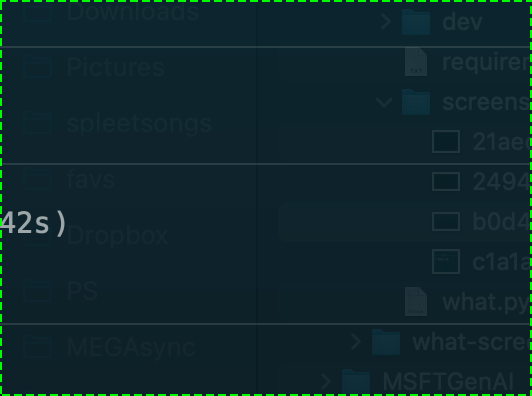 Downloads
Pictures
spleetsongs
favs
42s)
Dropbox
PS
MEGAsync
dev
requirer
screens
21ae
2494
b0d4
c1a1a
what.py
what-scre
MSFTGenAI